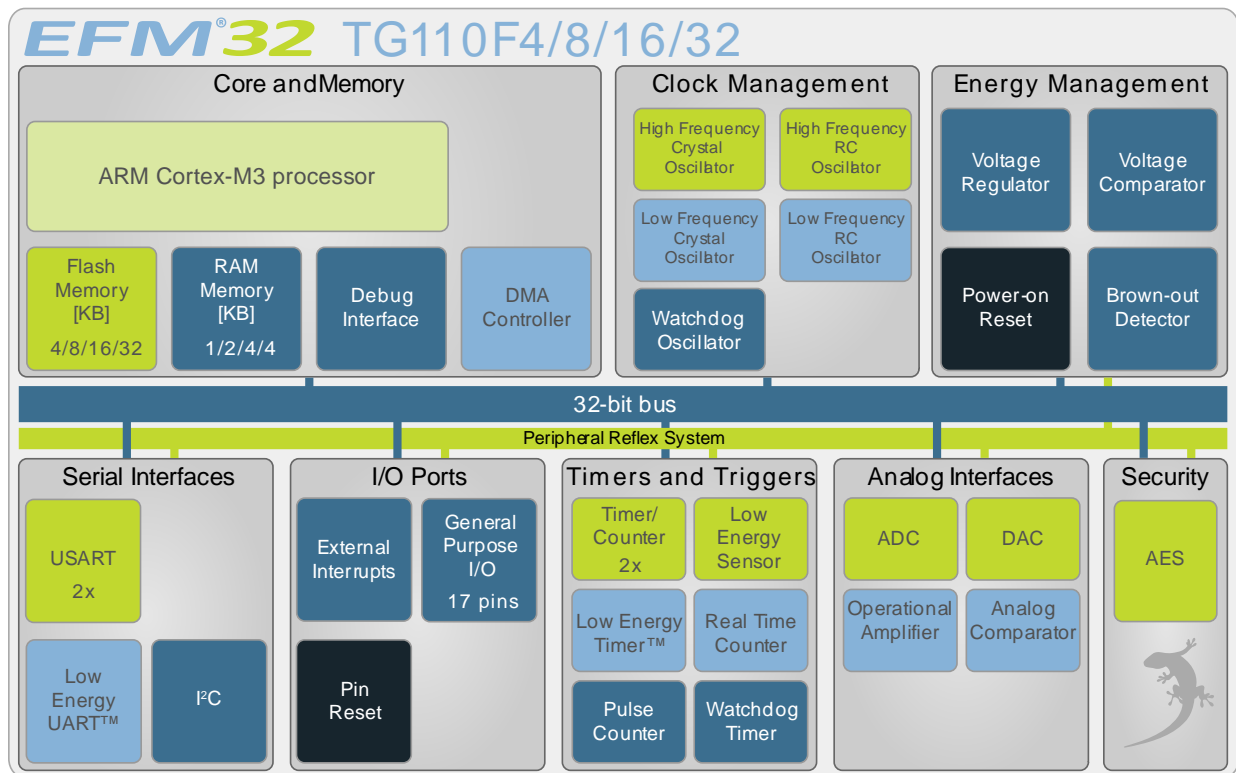 EFM®32 TG110F4/8/16/32
Core and Memory
ARM Cortex-M3 processor
Flash
Memory
[KB]
4/8/16/32
RAM
Memory
[KB]
1/2/4/4
Debug
Interface
DMA
Controller
Clock Management
High Frequency
Crystal
Oscillator
High Frequency
RC
Oscillator
Low Frequency
Crystal
Oscillator
Low Frequency
RC
Oscillator
Watchdog
Oscillator
Energy Management
Voltage
Regulator
Voltage
Comparator
Power-on
Reset
Brown-out
Detector
32-bit bus
Peripheral Reflex System
Serial Interfaces
USART
2x
Low
Energy
UART™
I²C
I/O Ports
External
Interrupts
General
Purpose
I/O
17 pins
Pin
Reset
Timers and Triggers
Timer/
Counter
2x
Low
Energy
Sensor
Low Energy
Timer™
Real Time
Counter
Pulse
Counter
Watchdog
Timer
Analog Interfaces
ADC
DAC
Operational
Amplifier
Analog
Comparator
Security
AES